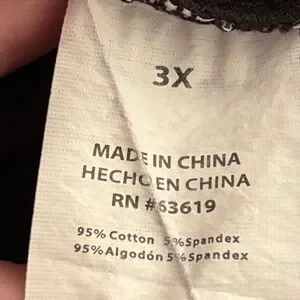 3X
MADE IN CHINA
HECHO EN CHINA
RN #63619
95% Cotton 5%Spandex
95%Algodón 5%Spandex